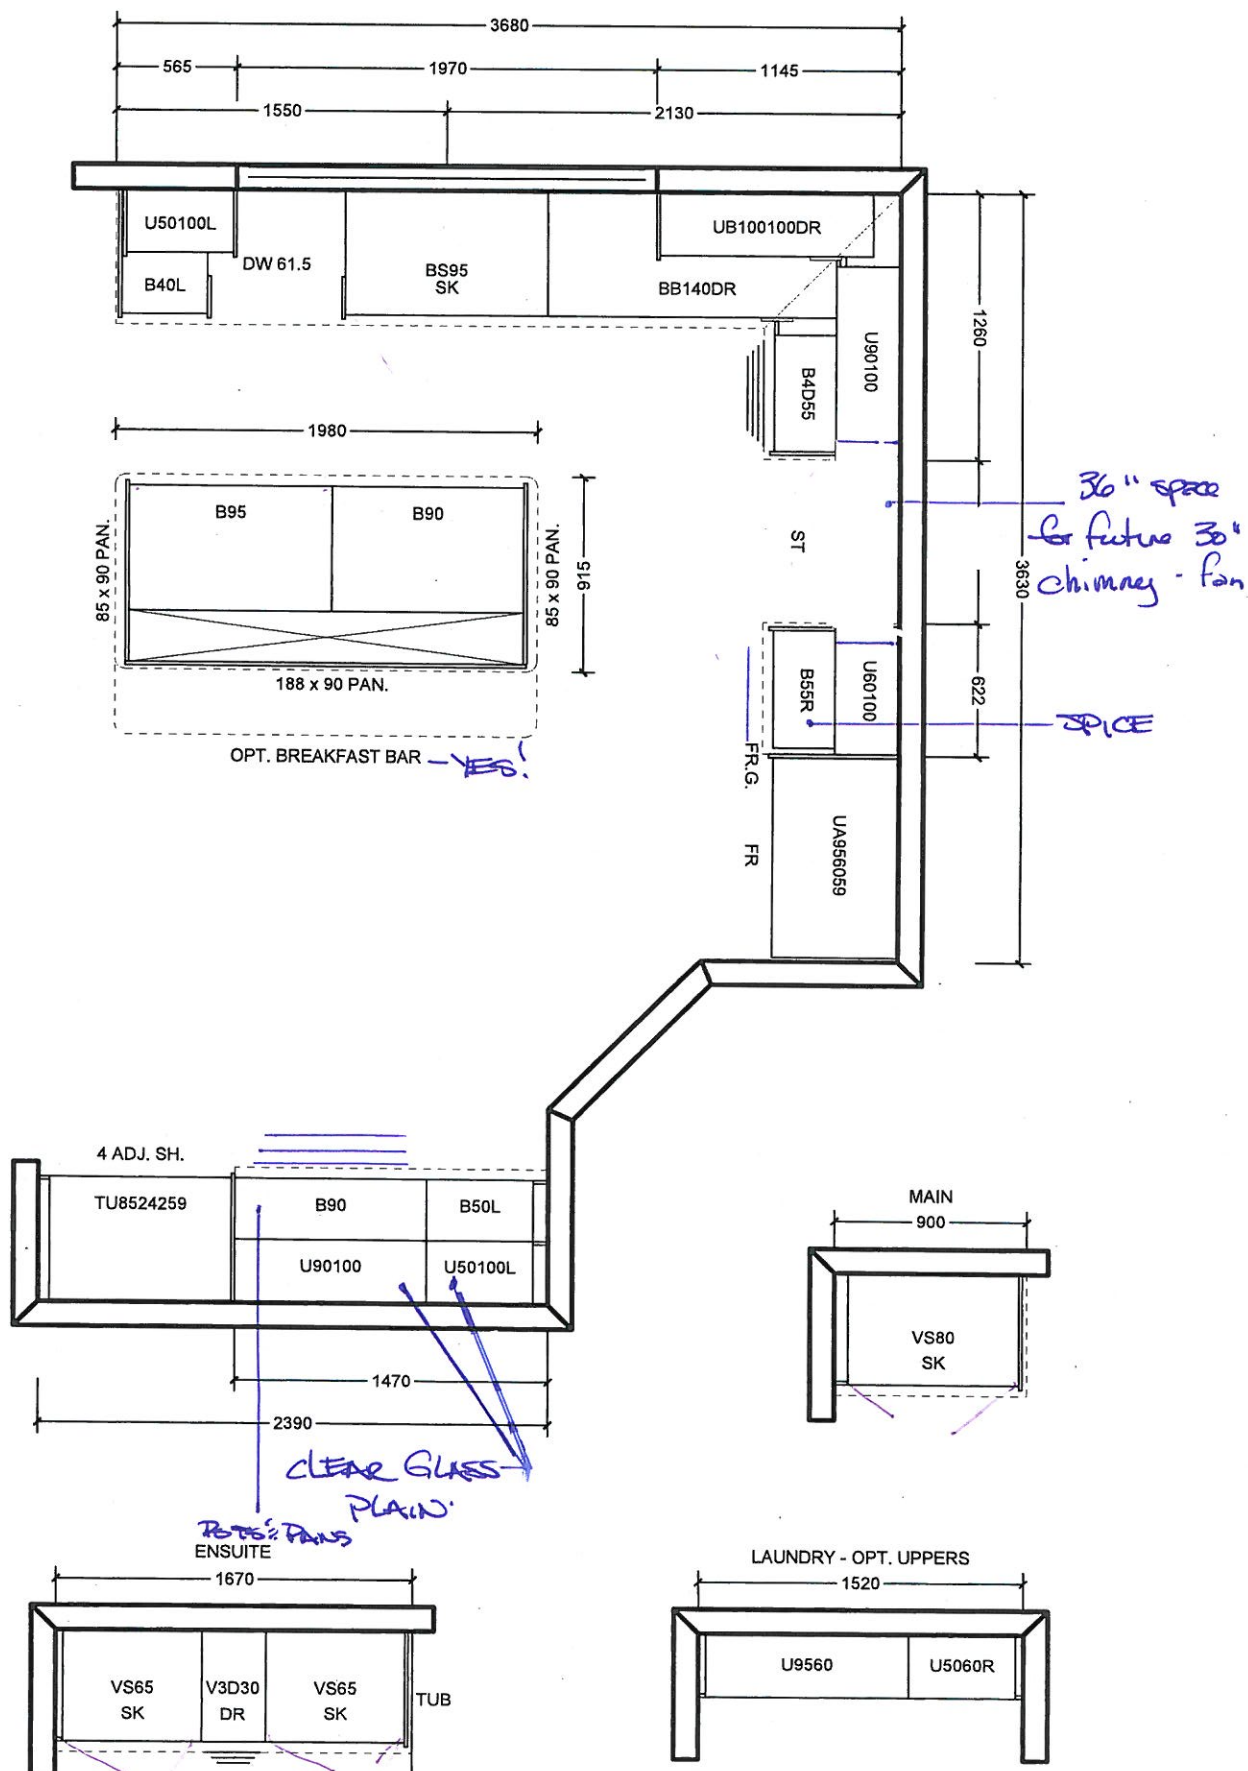 3680
565 1970 1145
1550 2130
U50100L
UB100100DR
DW 61.5
BS95
SK
B40L
BB140DR
U90100
1260
B4D55
1980
B95 B90
85 x 90 PAN.
85 x 90 PAN.
915
188 x 90 PAN.
OPT. BREAKFAST BAR - YES!
ST
36" space
for future 30"
chimney - fan
3630
B55R
U60100
622
SPICE
FR.G.
FR
UA956059
4 ADJ. SH.
TU8524259
B90
B50L
U90100
U50100L
1470
2390
CLEAR GLASS
PLAIN.
POTS & PANS
MAIN
900
VS80
SK
ENSUITE
1670
VS65
SK
V3D30
DR
VS65
SK
TUB
LAUNDRY - OPT. UPPERS
1520
U9560
U5060R